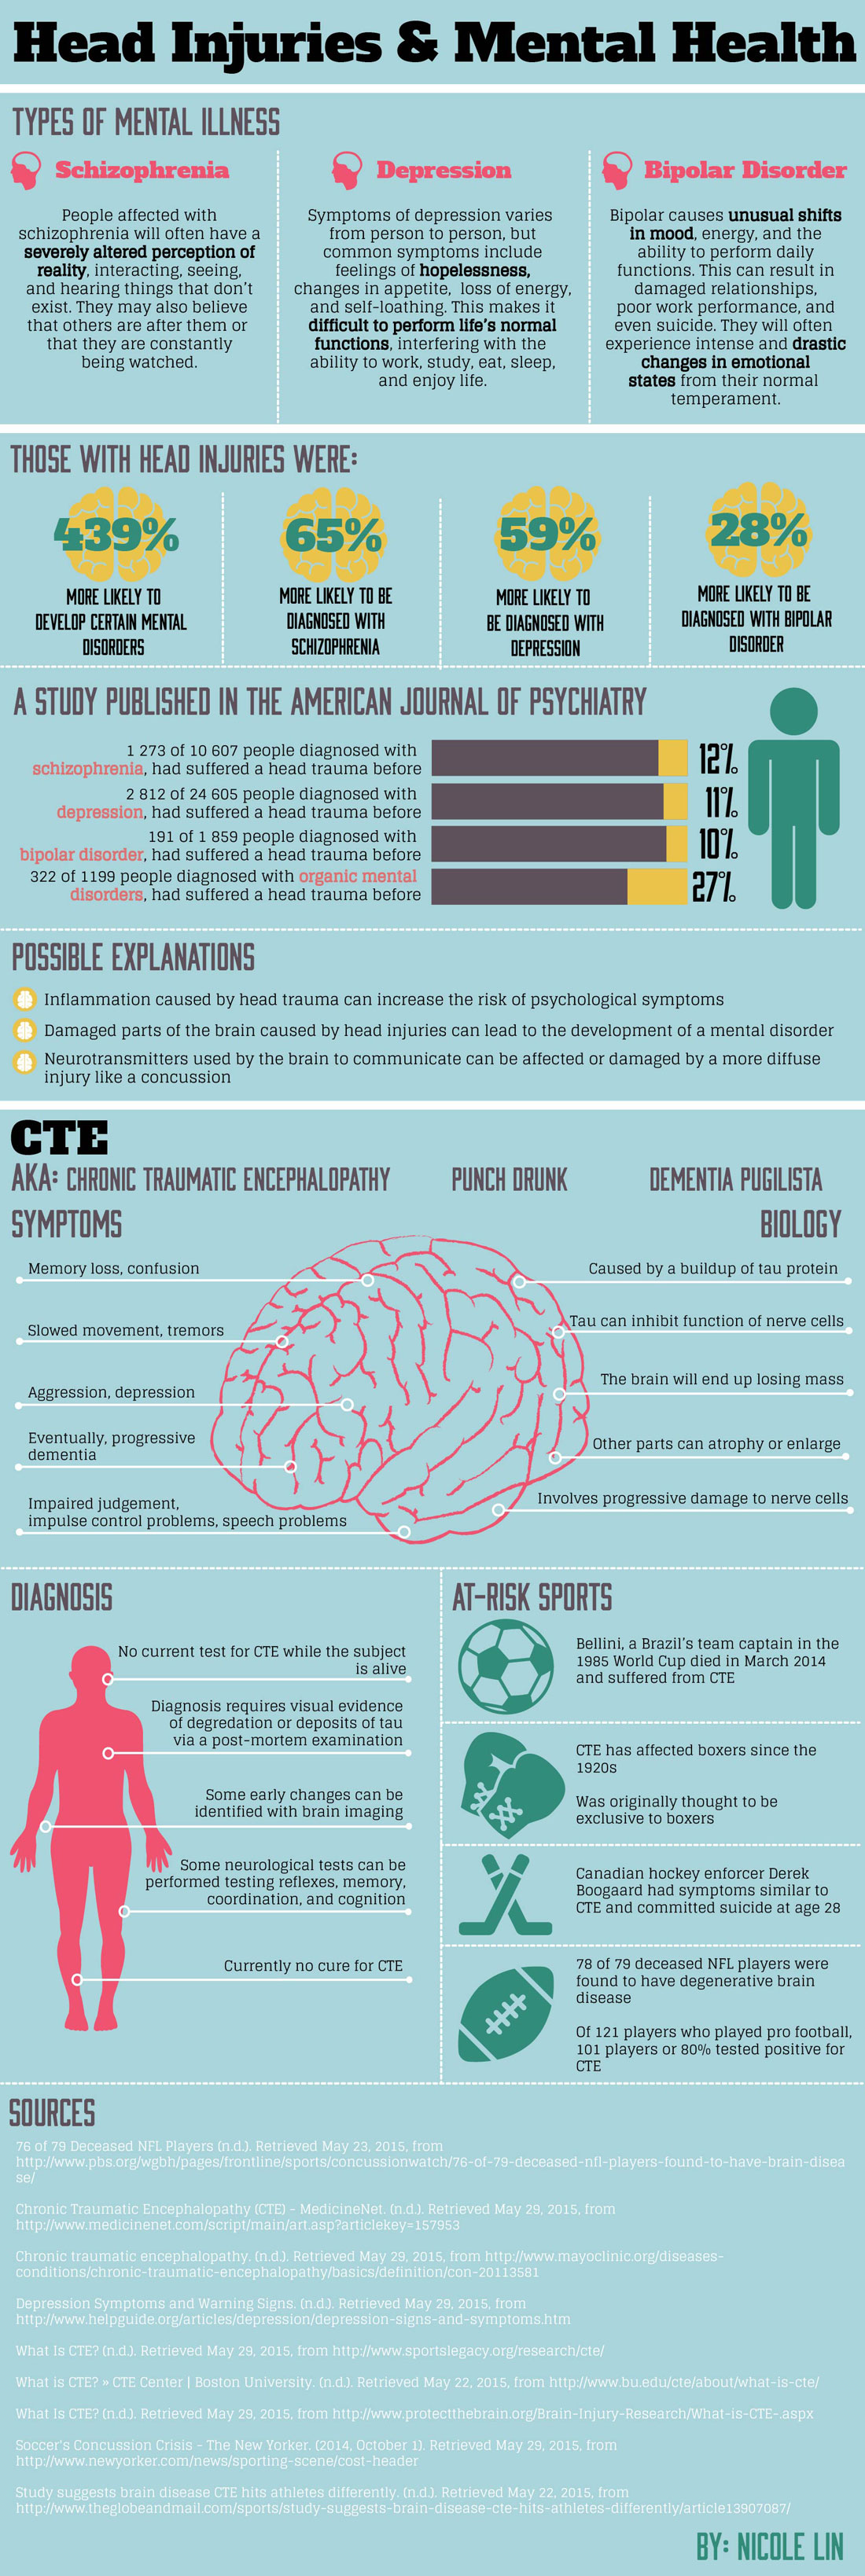 Head Injuries & Mental Health
TYPES OF MENTAL ILLNESS
Schizophrenia
People affected with
schizophrenia will often have a
severely altered perception of
reality, interacting, seeing,
and hearing things that don't
exist. They may also believe
that others are after them or
that they are constantly
being watched.
Depression
Symptoms of depression varies
from person to person, but
common symptoms include
feelings of hopelessness,
changes in appetite, loss of energy,
and self-loathing. This makes it
difficult to perform life's normal
functions, interfering with the
ability to work, study, eat, sleep,
and enjoy life.
Bipolar Disorder
Bipolar causes unusual shifts
in mood, energy, and the
ability to perform daily
functions. This can result in
damaged relationships,
poor work performance, and
even suicide. They will often
experience intense and drastic
changes in emotional
states from their normal
temperament.
THOSE WITH HEAD INJURIES WERE:
439%
MORE LIKELY TO
DEVELOP CERTAIN MENTAL
DISORDERS
65%
MORE LIKELY TO BE
DIAGNOSED WITH
SCHIZOPHRENIA
59%
MORE LIKELY TO
BE DIAGNOSED WITH
DEPRESSION
28%
MORE LIKELY TO BE
DIAGNOSED WITH BIPOLAR
DISORDER
A STUDY PUBLISHED IN THE AMERICAN JOURNAL OF PSYCHIATRY
1 273 of 10 607 people diagnosed with
schizophrenia, had suffered a head trauma before
12%
2 812 of 24 605 people diagnosed with
depression, had suffered a head trauma before
11%
191 of 1 859 people diagnosed with
bipolar disorder, had suffered a head trauma before
10%
322 of 1199 people diagnosed with organic mental
disorders, had suffered a head trauma before
27%
POSSIBLE EXPLANATIONS
Inflammation caused by head trauma can increase the risk of psychological symptoms
Damaged parts of the brain caused by head injuries can lead to the development of a mental disorder
Neurotransmitters used by the brain to communicate can be affected or damaged by a more diffuse
injury like a concussion
CTE
AKA: CHRONIC TRAUMATIC ENCEPHALOPATHY PUNCH DRUNK DEMENTIA PUGILISTA
SYMPTOMS
Memory loss, confusion
Slowed movement, tremors
Aggression, depression
Eventually, progressive
dementia
Impaired judgement,
impulse control problems, speech problems
BIOLOGY
Caused by a buildup of tau protein
Tau can inhibit function of nerve cells
The brain will end up losing mass
Other parts can atrophy or enlarge
Involves progressive damage to nerve cells
DIAGNOSIS
No current test for CTE while the subject
is alive
Diagnosis requires visual evidence
of degredation or deposits of tau
via a post-mortem examination
Some early changes can be
identified with brain imaging
Some neurological tests can be
performed testing reflexes, memory,
coordination, and cognition
Currently no cure for CTE
AT-RISK SPORTS
Bellini, a Brazil's team captain in the
1985 World Cup died in March 2014
and suffered from CTE
CTE has affected boxers since the
1920s
Was originally thought to be
exclusive to boxers
Canadian hockey enforcer Derek
Boogaard had symptoms similar to
CTE and committed suicide at age 28
78 of 79 deceased NFL players were
found to have degenerative brain
disease
Of 121 players who played pro football,
101 players or 80% tested positive for
CTE
SOURCES
76 of 79 Deceased NFL Players (n.d.). Retrieved May 23, 2015, from
http://www.pbs.org/wgbh/pages/frontline/sports/concussionwatch/76-of-79-deceased-nfl-players-found-to-have-brain-disea
se/
Chronic Traumatic Encephalopathy (CTE) - MedicineNet. (n.d.). Retrieved May 29, 2015, from
http://www.medicinenet.com/script/main/art.asp?articlekey=157953
Chronic traumatic encephalopathy. (n.d.). Retrieved May 29, 2015, from http://www.mayoclinic.org/diseases-
conditions/chronic-traumatic-encephalopathy/basics/definition/con-20113581
Depression Symptoms and Warning Signs. (n.d.). Retrieved May 29, 2015, from
http://www.helpguide.org/articles/depression/depression-signs-and-symptoms.htm
What Is CTE? (n.d.). Retrieved May 29, 2015, from http://www.sportslegacy.org/research/cte/
What is CTE? » CTE Center | Boston University. (n.d.). Retrieved May 22, 2015, from http://www.bu.edu/cte/about/what-is-cte/
What Is CTE? (n.d.). Retrieved May 29, 2015, from http://www.protectthebrain.org/Brain-Injury-Research/What-is-CTE-.aspx
Soccer's Concussion Crisis - The New Yorker. (2014, October 1). Retrieved May 29, 2015, from
http://www.newyorker.com/news/sporting-scene/cost-header
Study suggests brain disease CTE hits athletes differently. (n.d.). Retrieved May 22, 2015, from
http://www.theglobeandmail.com/sports/study-suggests-brain-disease-cte-hits-athletes-differently/article13907087/
BY: NICOLE LIN